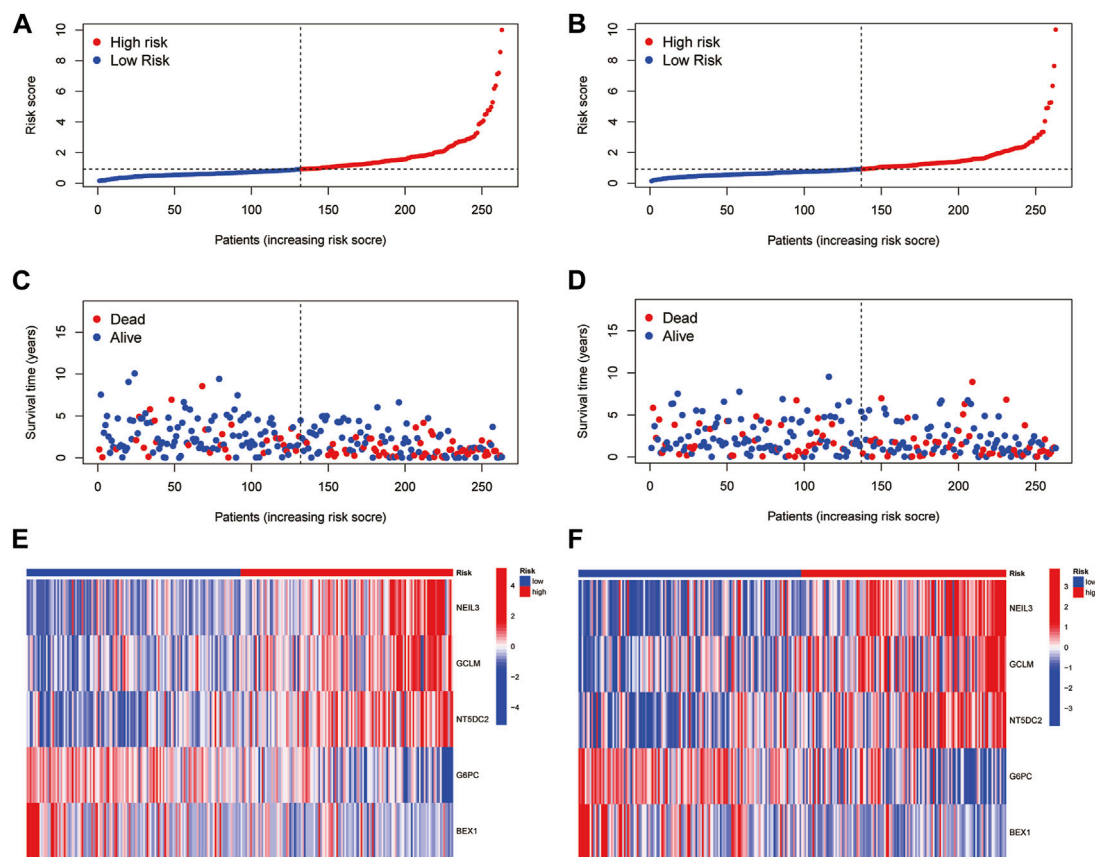 A
High risk
Low Risk
Risk score
10
8
6
4
2
0
0 50 100 150 200 250
Patients (increasing risk socre)
B
High risk
Low Risk
Risk score
10
8
6
4
2
0
0 50 100 150 200 250
Patients (increasing risk socre)
C
Dead
Alive
Survival time (years)
15
10
5
0
0 50 100 150 200 250
Patients (increasing risk socre)
D
Dead
Alive
Survival time (years)
15
10
5
0
0 50 100 150 200 250
Patients (increasing risk socre)
E
Risk
NEIL3
GCLM
NT5DC2
G6PC
BEX1
4
2
0
-2
-4
Risk
low
high
F
Risk
NEIL3
GCLM
NT5DC2
G6PC
BEX1
3
2
1
0
-1
-2
-3
Risk
low
high